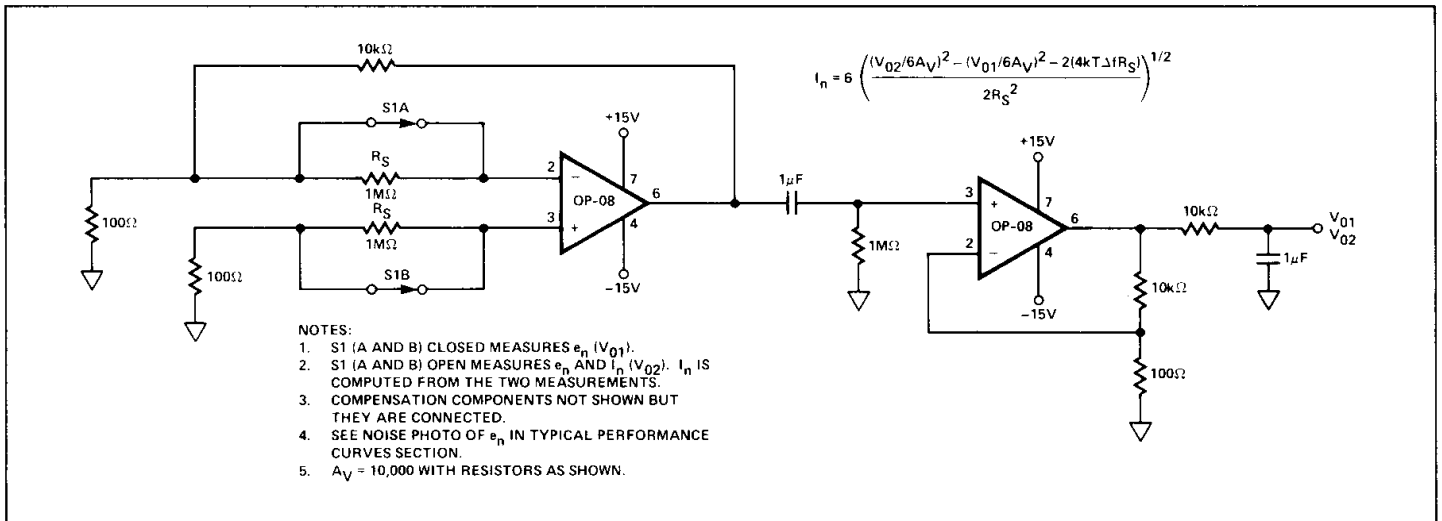 10kΩ
I_n = 6 ( (V_02/6A_V)^2 – (V_01/6A_V)^2 – 2(4kTΔfR_S) / 2R_S^2 )^1/2
S1A
+15V
+15V
R_S
1MΩ
2
–
7
OP-08
6
1μF
3
+
7
OP-08
6
10kΩ
V_01
V_02
R_S
1MΩ
3
+
4
2
–
4
100Ω
1MΩ
1μF
100Ω
S1B
–15V
–15V
10kΩ
100Ω
NOTES:
1. S1 (A AND B) CLOSED MEASURES e_n (V_01).
2. S1 (A AND B) OPEN MEASURES e_n AND I_n (V_02). I_n IS
COMPUTED FROM THE TWO MEASUREMENTS.
3. COMPENSATION COMPONENTS NOT SHOWN BUT
THEY ARE CONNECTED.
4. SEE NOISE PHOTO OF e_n IN TYPICAL PERFORMANCE
CURVES SECTION.
5. A_V = 10,000 WITH RESISTORS AS SHOWN.